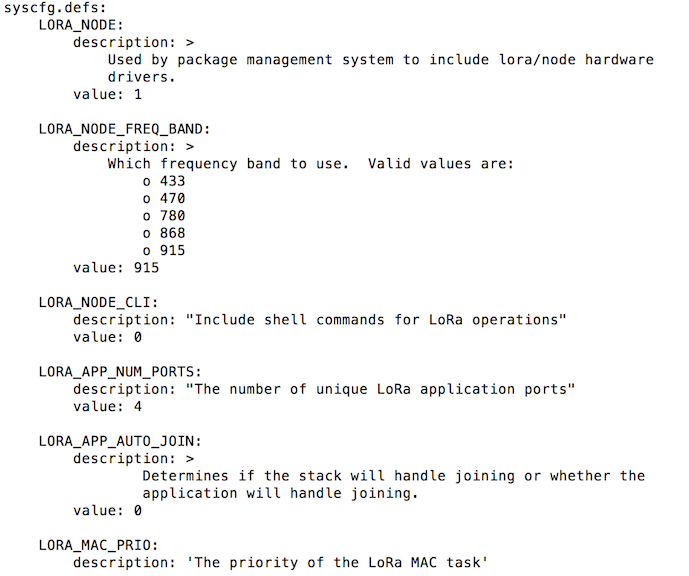 syscfg.defs:
    LORA_NODE:
        description: >
            Used by package management system to include lora/node hardware
            drivers.
        value: 1

    LORA_NODE_FREQ_BAND:
        description: >
            Which frequency band to use.  Valid values are:
                o 433
                o 470
                o 780
                o 868
                o 915
        value: 915

    LORA_NODE_CLI:
        description: "Include shell commands for LoRa operations"
        value: 0

    LORA_APP_NUM_PORTS:
        description: "The number of unique LoRa application ports"
        value: 4

    LORA_APP_AUTO_JOIN:
        description: >
                Determines if the stack will handle joining or whether the
                application will handle joining.
        value: 0

    LORA_MAC_PRIO:
        description: 'The priority of the LoRa MAC task'